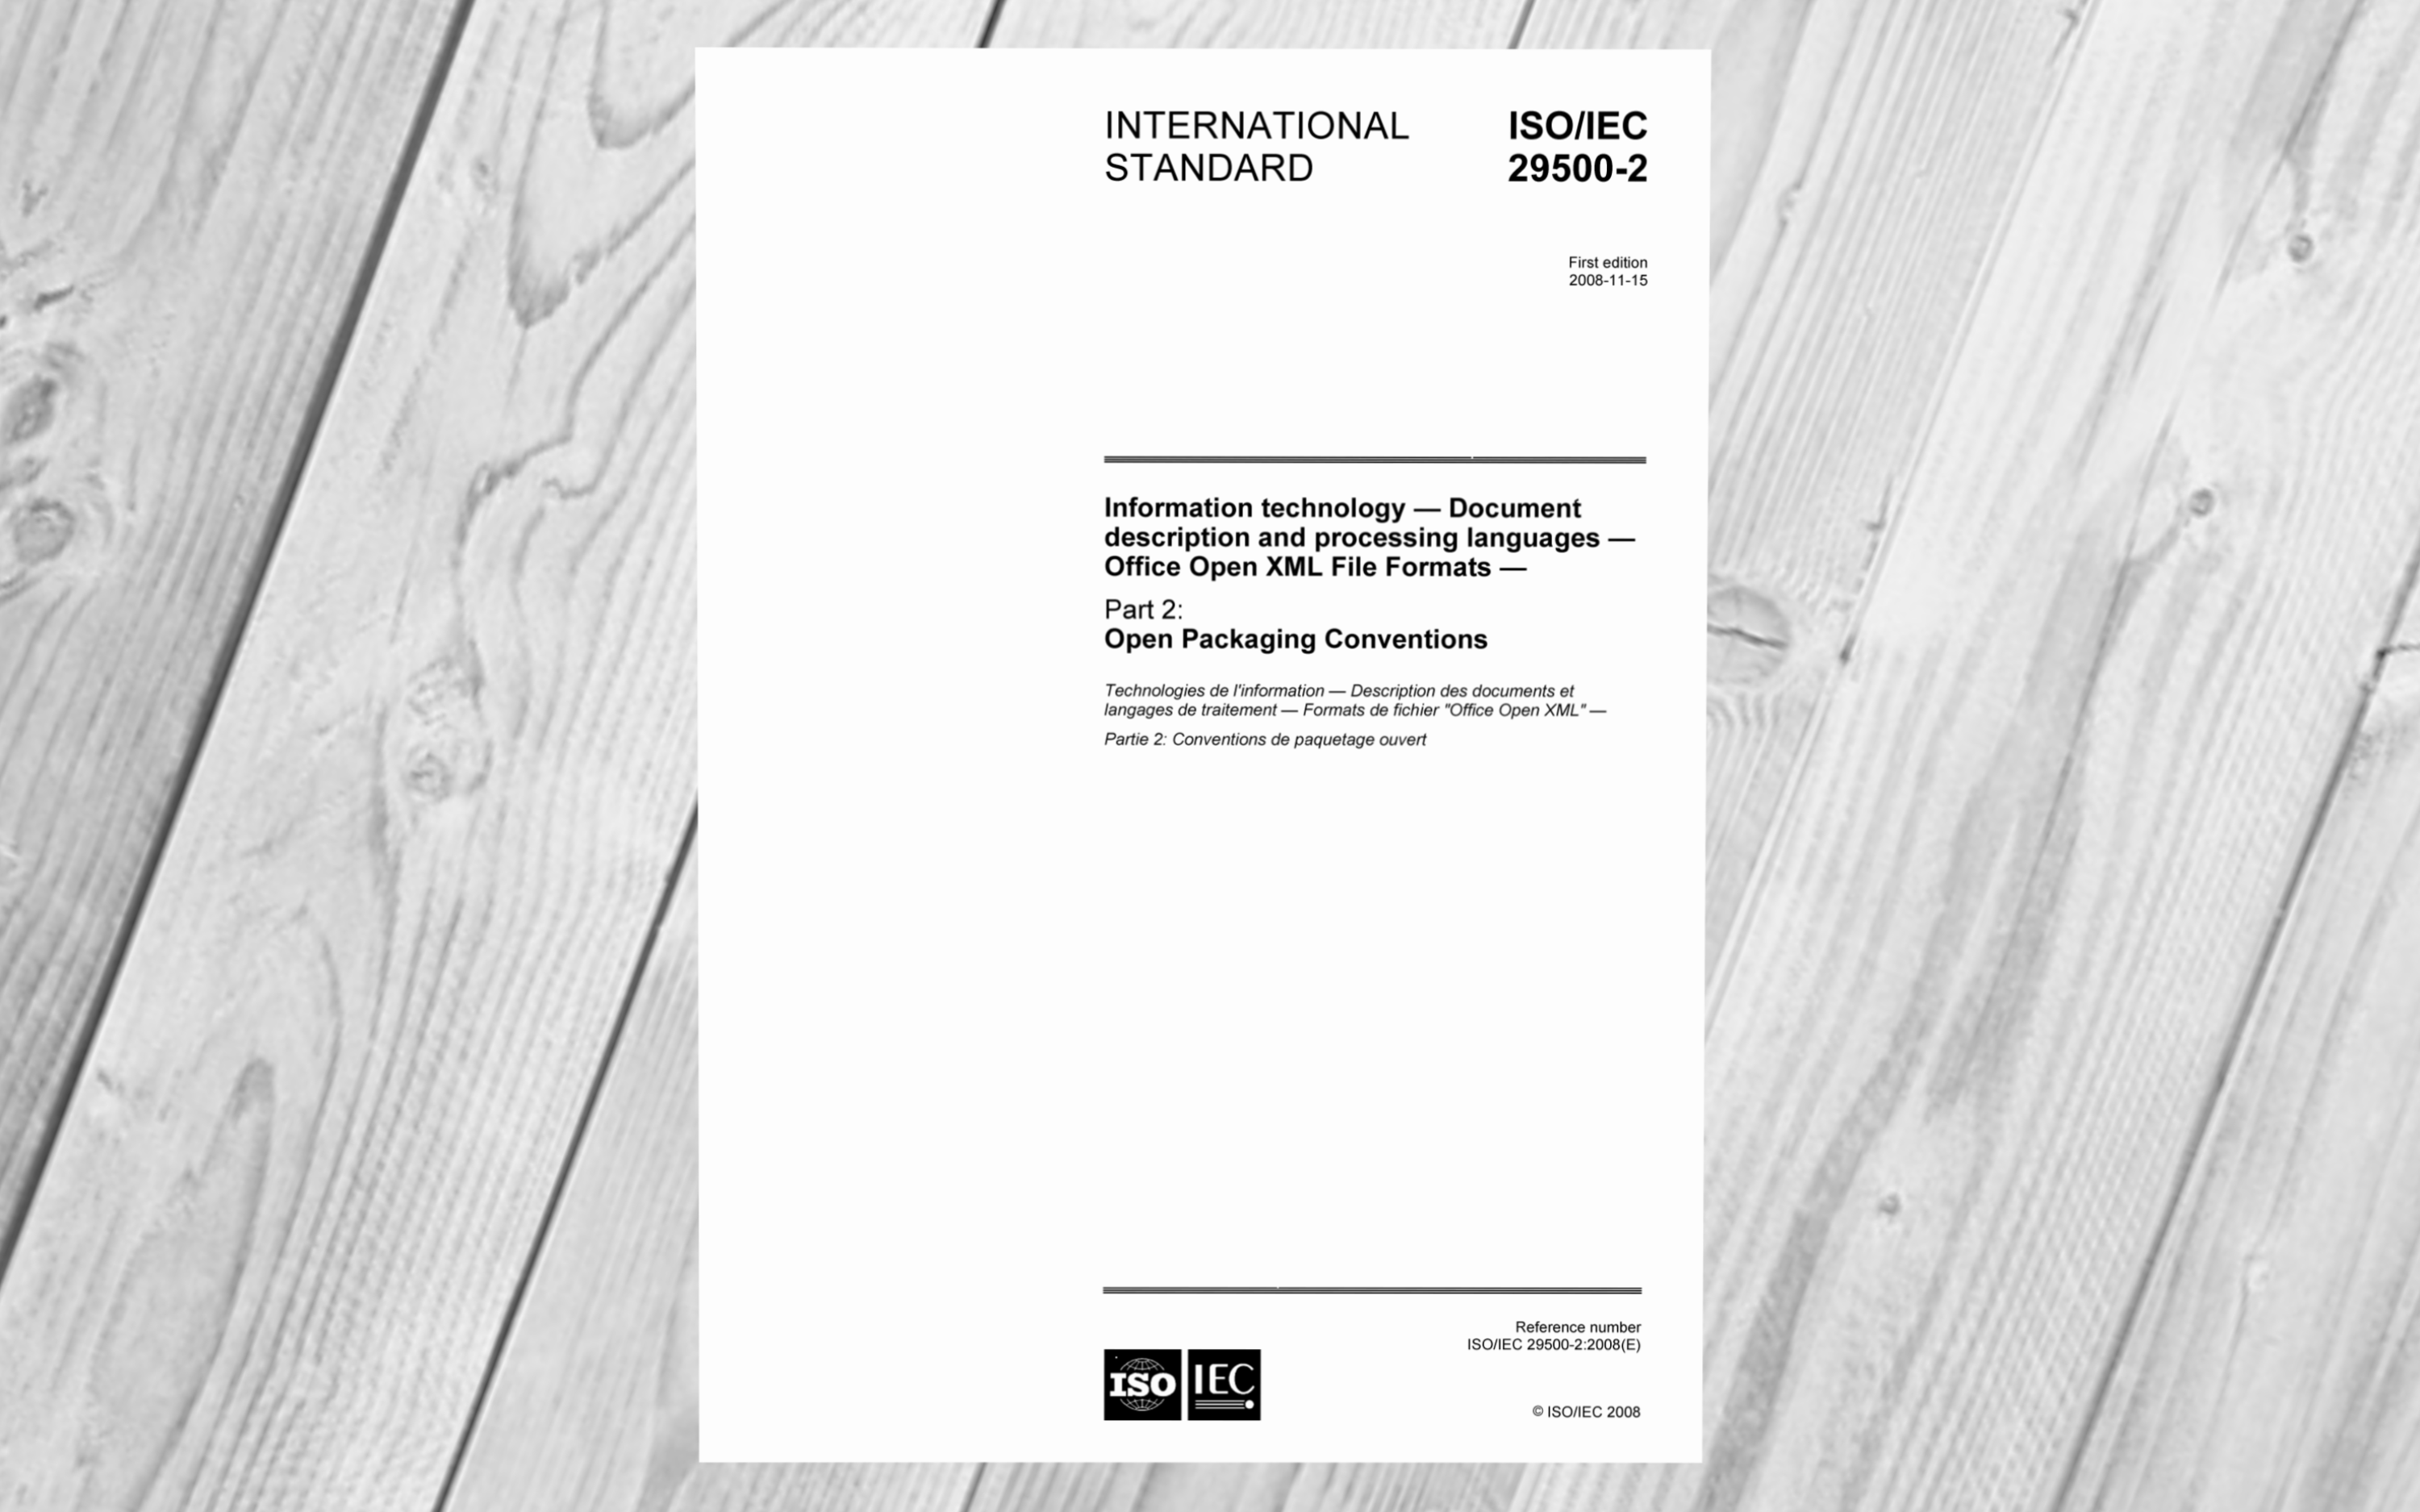 INTERNATIONAL STANDARD
ISO/IEC 29500-2
First edition
2008-11-15
Information technology — Document
description and processing languages —
Office Open XML File Formats —
Part 2:
Open Packaging Conventions
Technologies de l'information — Description des documents et
langages de traitement — Formats de fichier "Office Open XML" —
Partie 2: Conventions de paquetage ouvert
Reference number
ISO/IEC 29500-2:2008(E)
ISO IEC
© ISO/IEC 2008